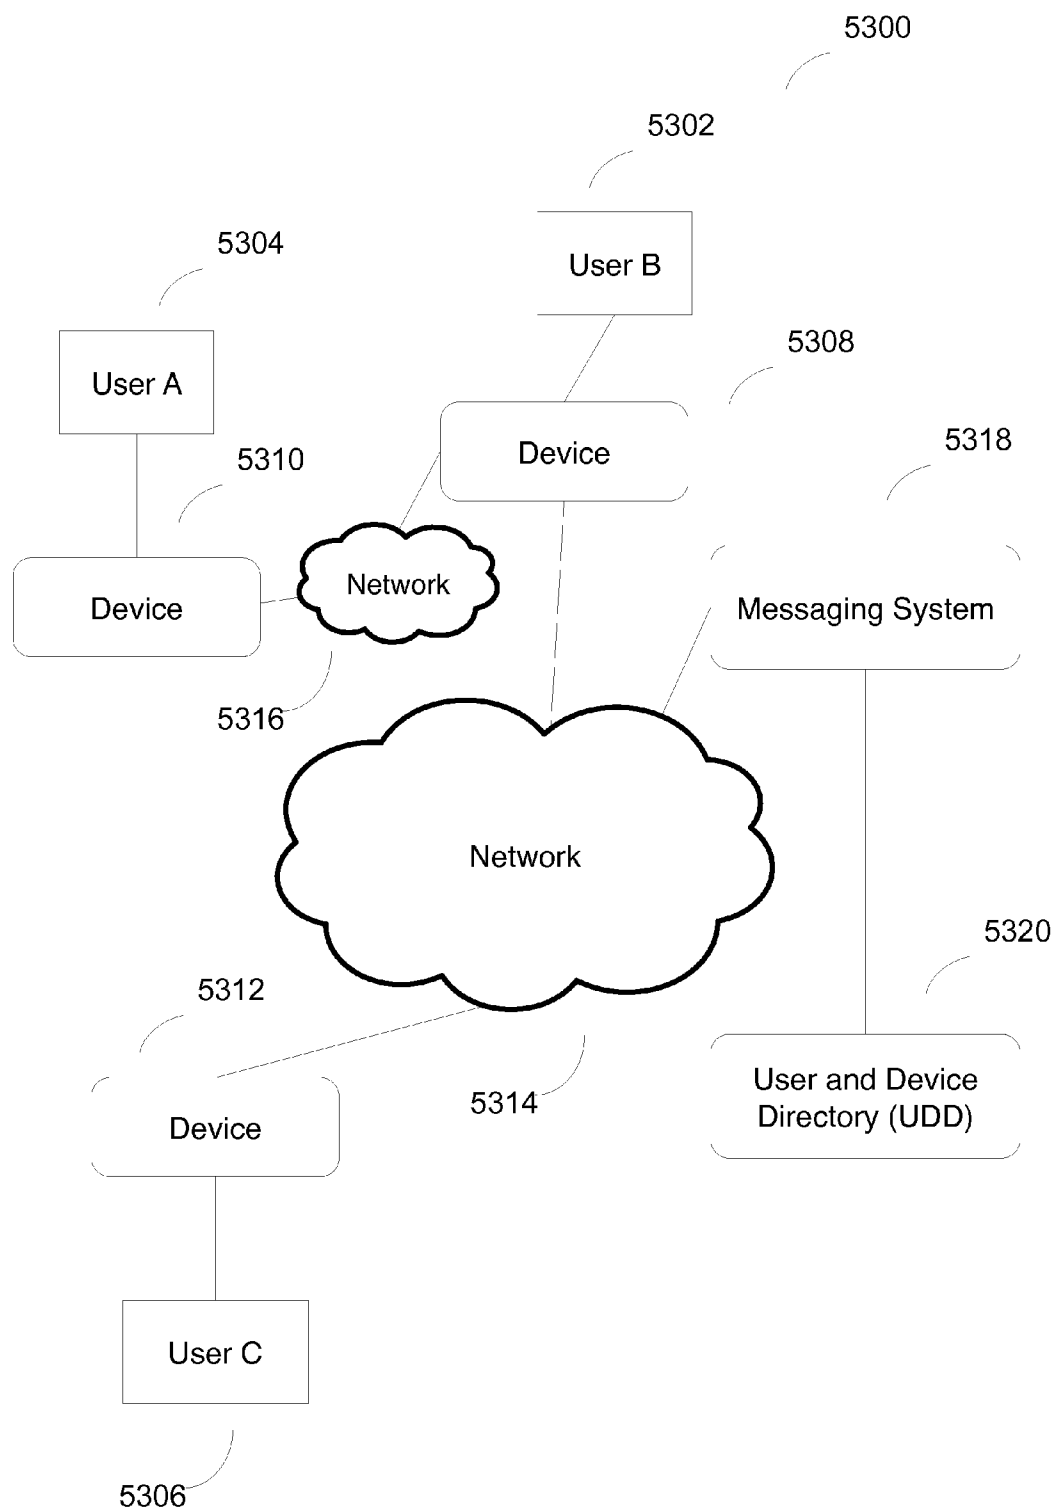 5300
5302
User B
5304
User A
5308
Device
5310
5318
Device
Network
Messaging System
5316
Network
5320
5312
5314
User and Device
Directory (UDD)
Device
User C
5306